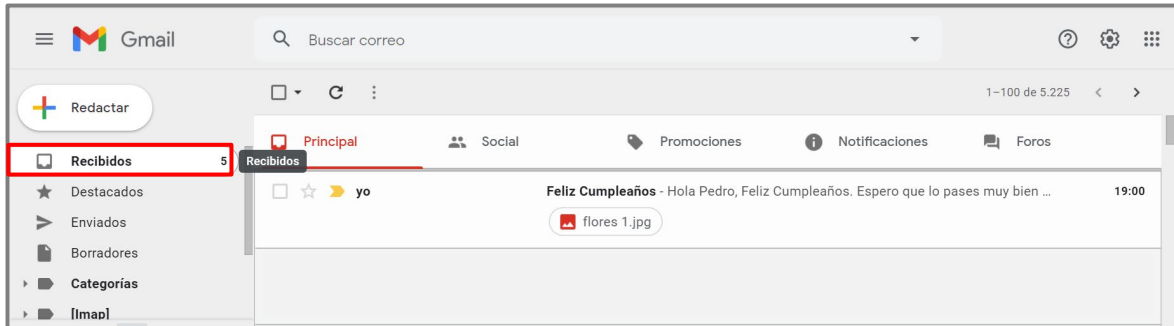 Gmail
Buscar correo
Redactar
1–100 de 5.225
Principal
Social
Promociones
Notificaciones
Foros
Recibidos 5
Recibidos
Destacados
Enviados
Borradores
Categorías
[Imap]
yo Feliz Cumpleaños - Hola Pedro, Feliz Cumpleaños. Espero que lo pases muy bien ... 19:00
flores 1.jpg